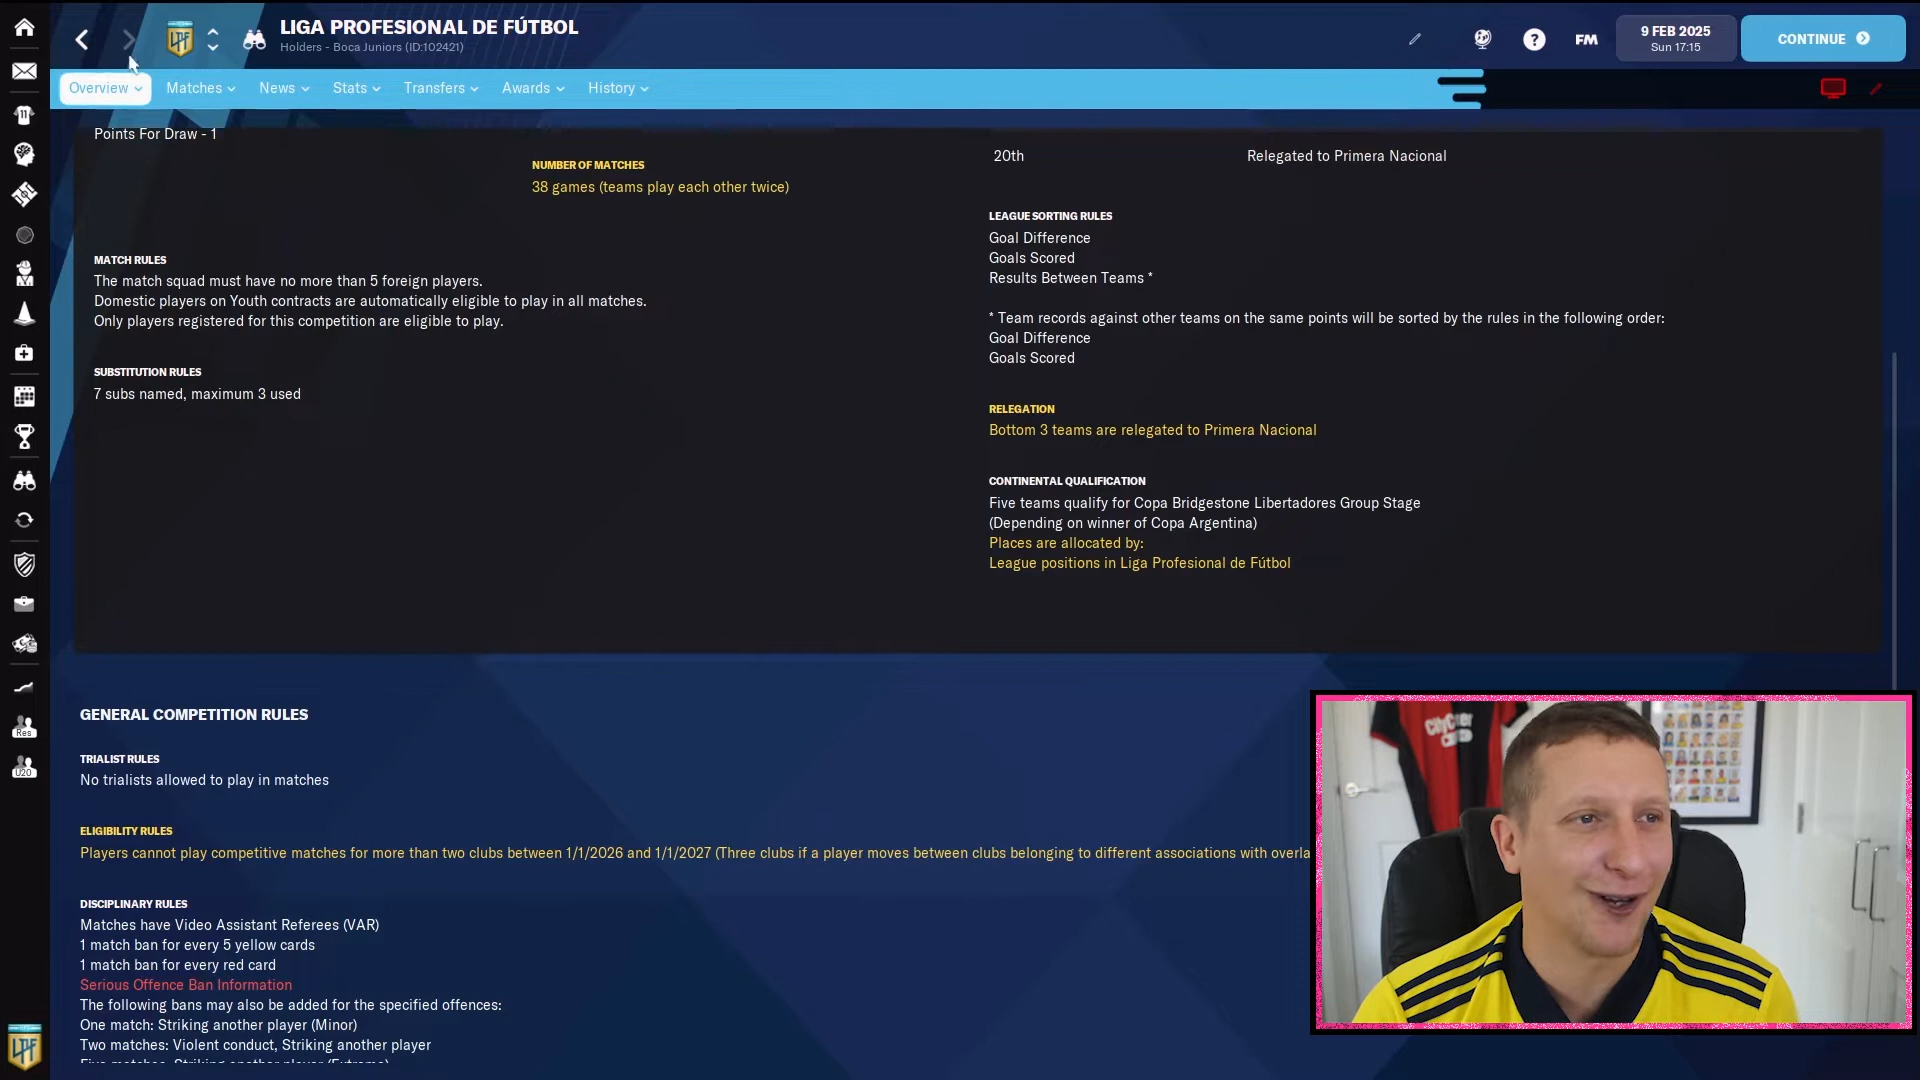 LIGA PROFESIONAL DE FÚTBOL
Holders - Boca Juniors (ID:102421)
FM
9 FEB 2025
Sun 17:15
CONTINUE
Overview
Matches
News
Stats
Transfers
Awards
History
Points For Draw - 1
NUMBER OF MATCHES
38 games (teams play each other twice)
MATCH RULES
The match squad must have no more than 5 foreign players.
Domestic players on Youth contracts are automatically eligible to play in all matches.
Only players registered for this competition are eligible to play.
SUBSTITUTION RULES
7 subs named, maximum 3 used
20th Relegated to Primera Nacional
LEAGUE SORTING RULES
Goal Difference
Goals Scored
Results Between Teams *
* Team records against other teams on the same points will be sorted by the rules in the following order:
Goal Difference
Goals Scored
RELEGATION
Bottom 3 teams are relegated to Primera Nacional
CONTINENTAL QUALIFICATION
Five teams qualify for Copa Bridgestone Libertadores Group Stage
(Depending on winner of Copa Argentina)
Places are allocated by:
League positions in Liga Profesional de Fútbol
GENERAL COMPETITION RULES
TRIALIST RULES
No trialists allowed to play in matches
ELIGIBILITY RULES
Players cannot play competitive matches for more than two clubs between 1/1/2026 and 1/1/2027 (Three clubs if a player moves between clubs belonging to different associations with overla
DISCIPLINARY RULES
Matches have Video Assistant Referees (VAR)
1 match ban for every 5 yellow cards
1 match ban for every red card
Serious Offence Ban Information
The following bans may also be added for the specified offences:
One match: Striking another player (Minor)
Two matches: Violent conduct, Striking another player
Five matches: Striking another player (Extreme)
11
Res
U20
LPF
LPF